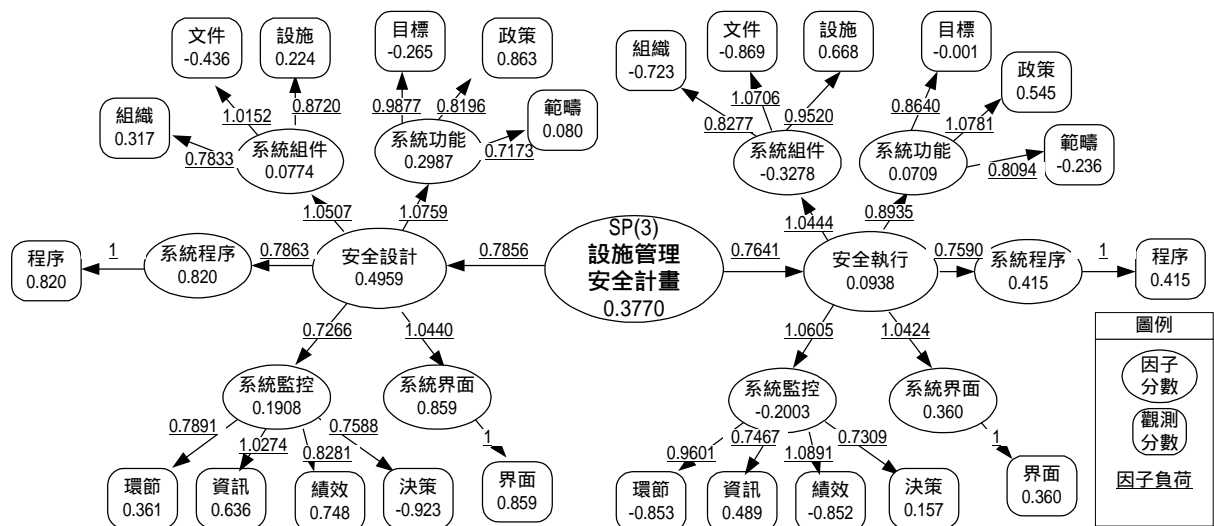 文件
-0.436
設施
0.224
目標
-0.265
政策
0.863
組織
0.317
範疇
0.080
1.0152
0.8720
0.9877
0.8196
0.7833
0.7173
系統組件
0.0774
系統功能
0.2987
1.0507
1.0759
程序
0.820
1
系統程序
0.820
0.7863
安全設計
0.4959
0.7856
SP(3)
設施管理
安全計畫
0.3770
0.7266
1.0440
系統監控
0.1908
系統界面
0.859
0.7891
1.0274
0.8281
0.7588
1
環節
0.361
資訊
0.636
績效
0.748
決策
-0.923
界面
0.859
組織
-0.723
文件
-0.869
設施
0.668
目標
-0.001
政策
0.545
範疇
-0.236
0.8277
1.0706
0.9520
0.8640
1.0781
0.8094
系統組件
-0.3278
系統功能
0.0709
1.0444
0.8935
0.7641
安全執行
0.0938
0.7590
系統程序
0.415
1
程序
0.415
1.0605
1.0424
系統監控
-0.2003
系統界面
0.360
0.9601
0.7467
1.0891
0.7309
1
環節
-0.853
資訊
0.489
績效
-0.852
決策
0.157
界面
0.360
圖例
因子
分數
觀測
分數
因子負荷